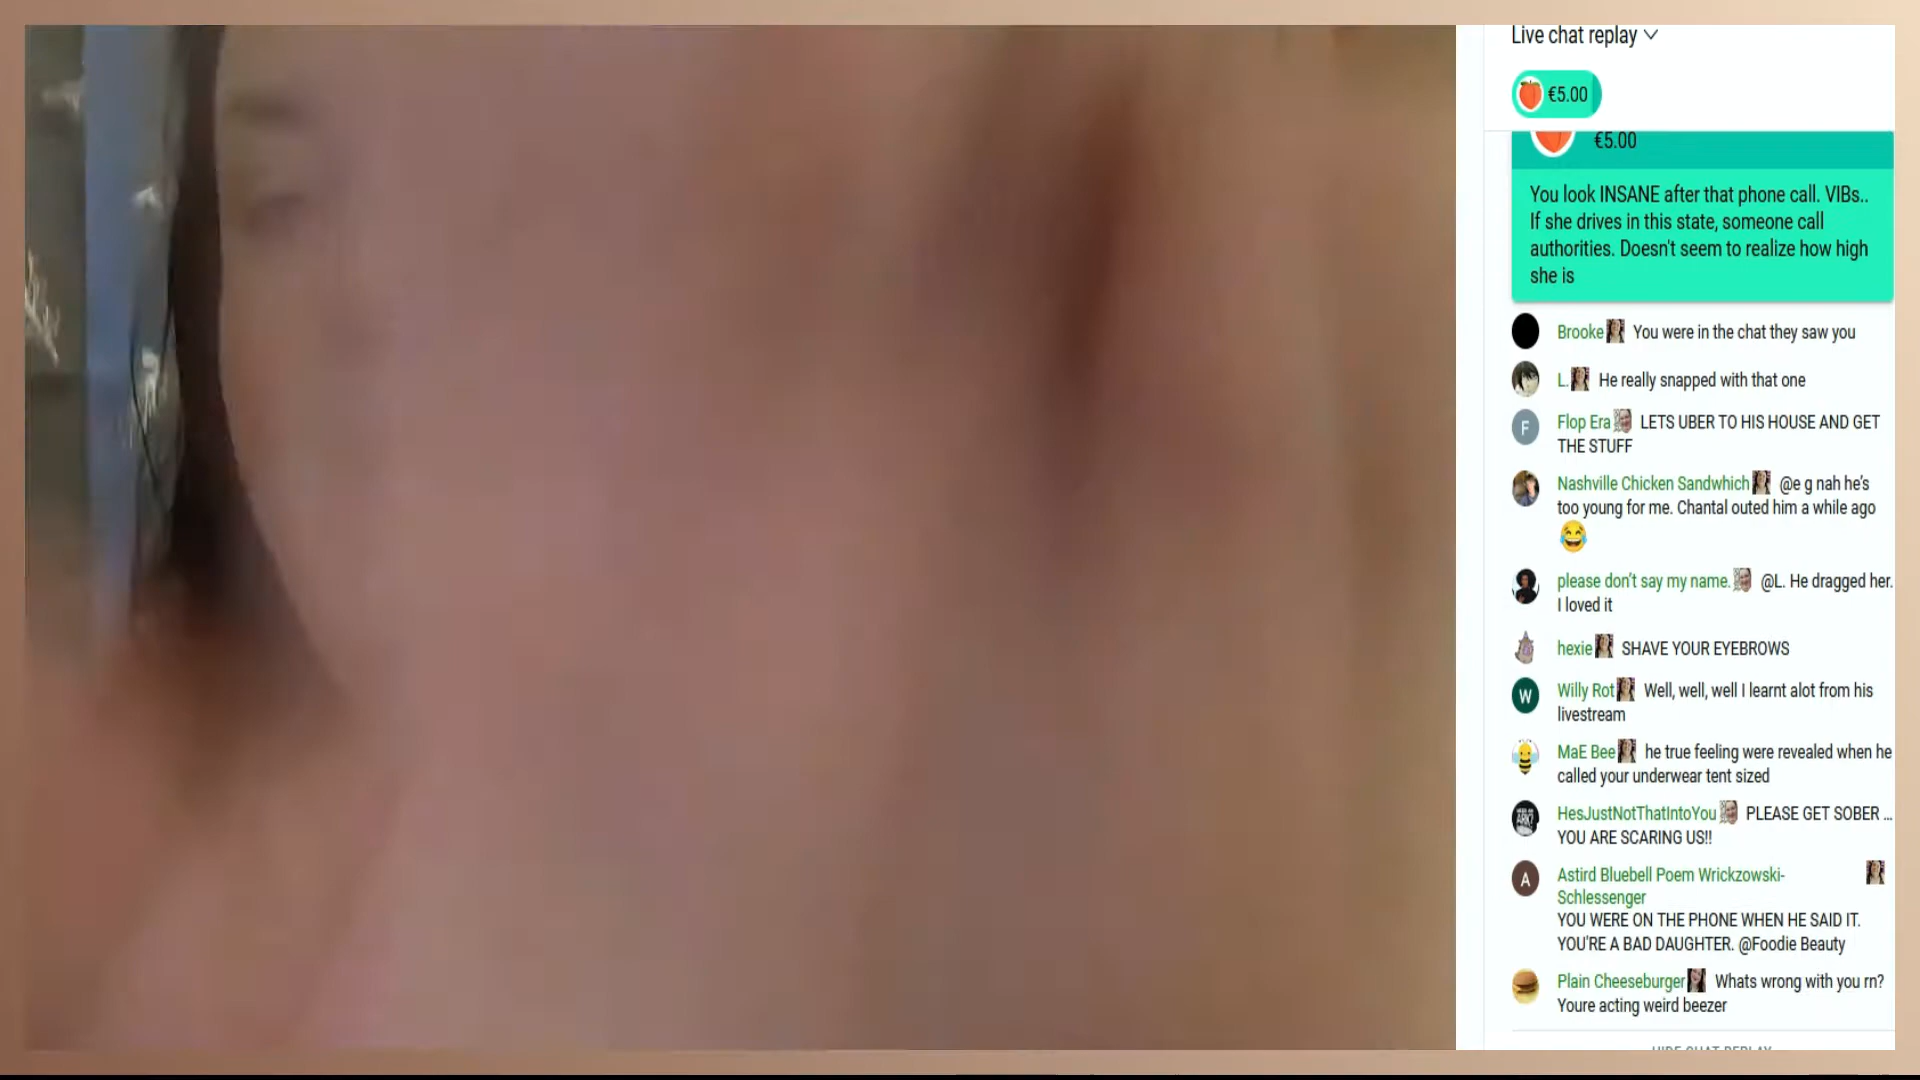 Live chat replay
€5.00
€5.00
You look INSANE after that phone call. VIBs..
If she drives in this state, someone call
authorities. Doesn't seem to realize how high
she is
Brooke You were in the chat they saw you
L. He really snapped with that one
F
Flop Era LETS UBER TO HIS HOUSE AND GET
THE STUFF
Nashville Chicken Sandwhich @e g nah he's
too young for me. Chantal outed him a while ago
😂
please don't say my name. @L. He dragged her.
I loved it
hexie SHAVE YOUR EYEBROWS
W
Willy Rot Well, well, well I learnt alot from his
livestream
MaE Bee he true feeling were revealed when he
called your underwear tent sized
HesJustNotThatIntoYou PLEASE GET SOBER ...
YOU ARE SCARING US!!
A
Astird Bluebell Poem Wrickzowski-
Schlessenger
YOU WERE ON THE PHONE WHEN HE SAID IT.
YOU'RE A BAD DAUGHTER. @Foodie Beauty
Plain Cheeseburger Whats wrong with you rn?
Youre acting weird beezer
HIDE CHAT REPLAY